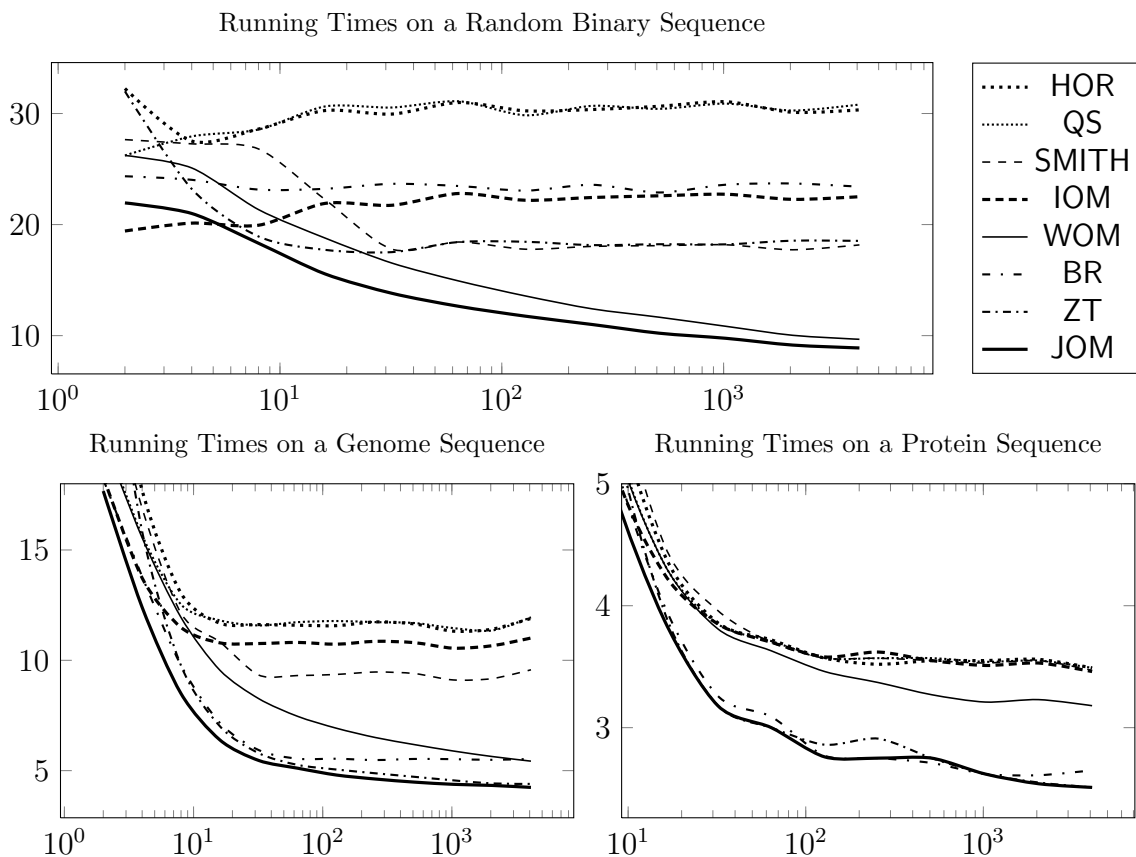 Running Times on a Random Binary Sequence
30
20
10
10^0
10^1
10^2
10^3
HOR
QS
SMITH
IOM
WOM
BR
ZT
JOM
Running Times on a Genome Sequence
15
10
5
10^0
10^1
10^2
10^3
Running Times on a Protein Sequence
5
4
3
10^1
10^2
10^3